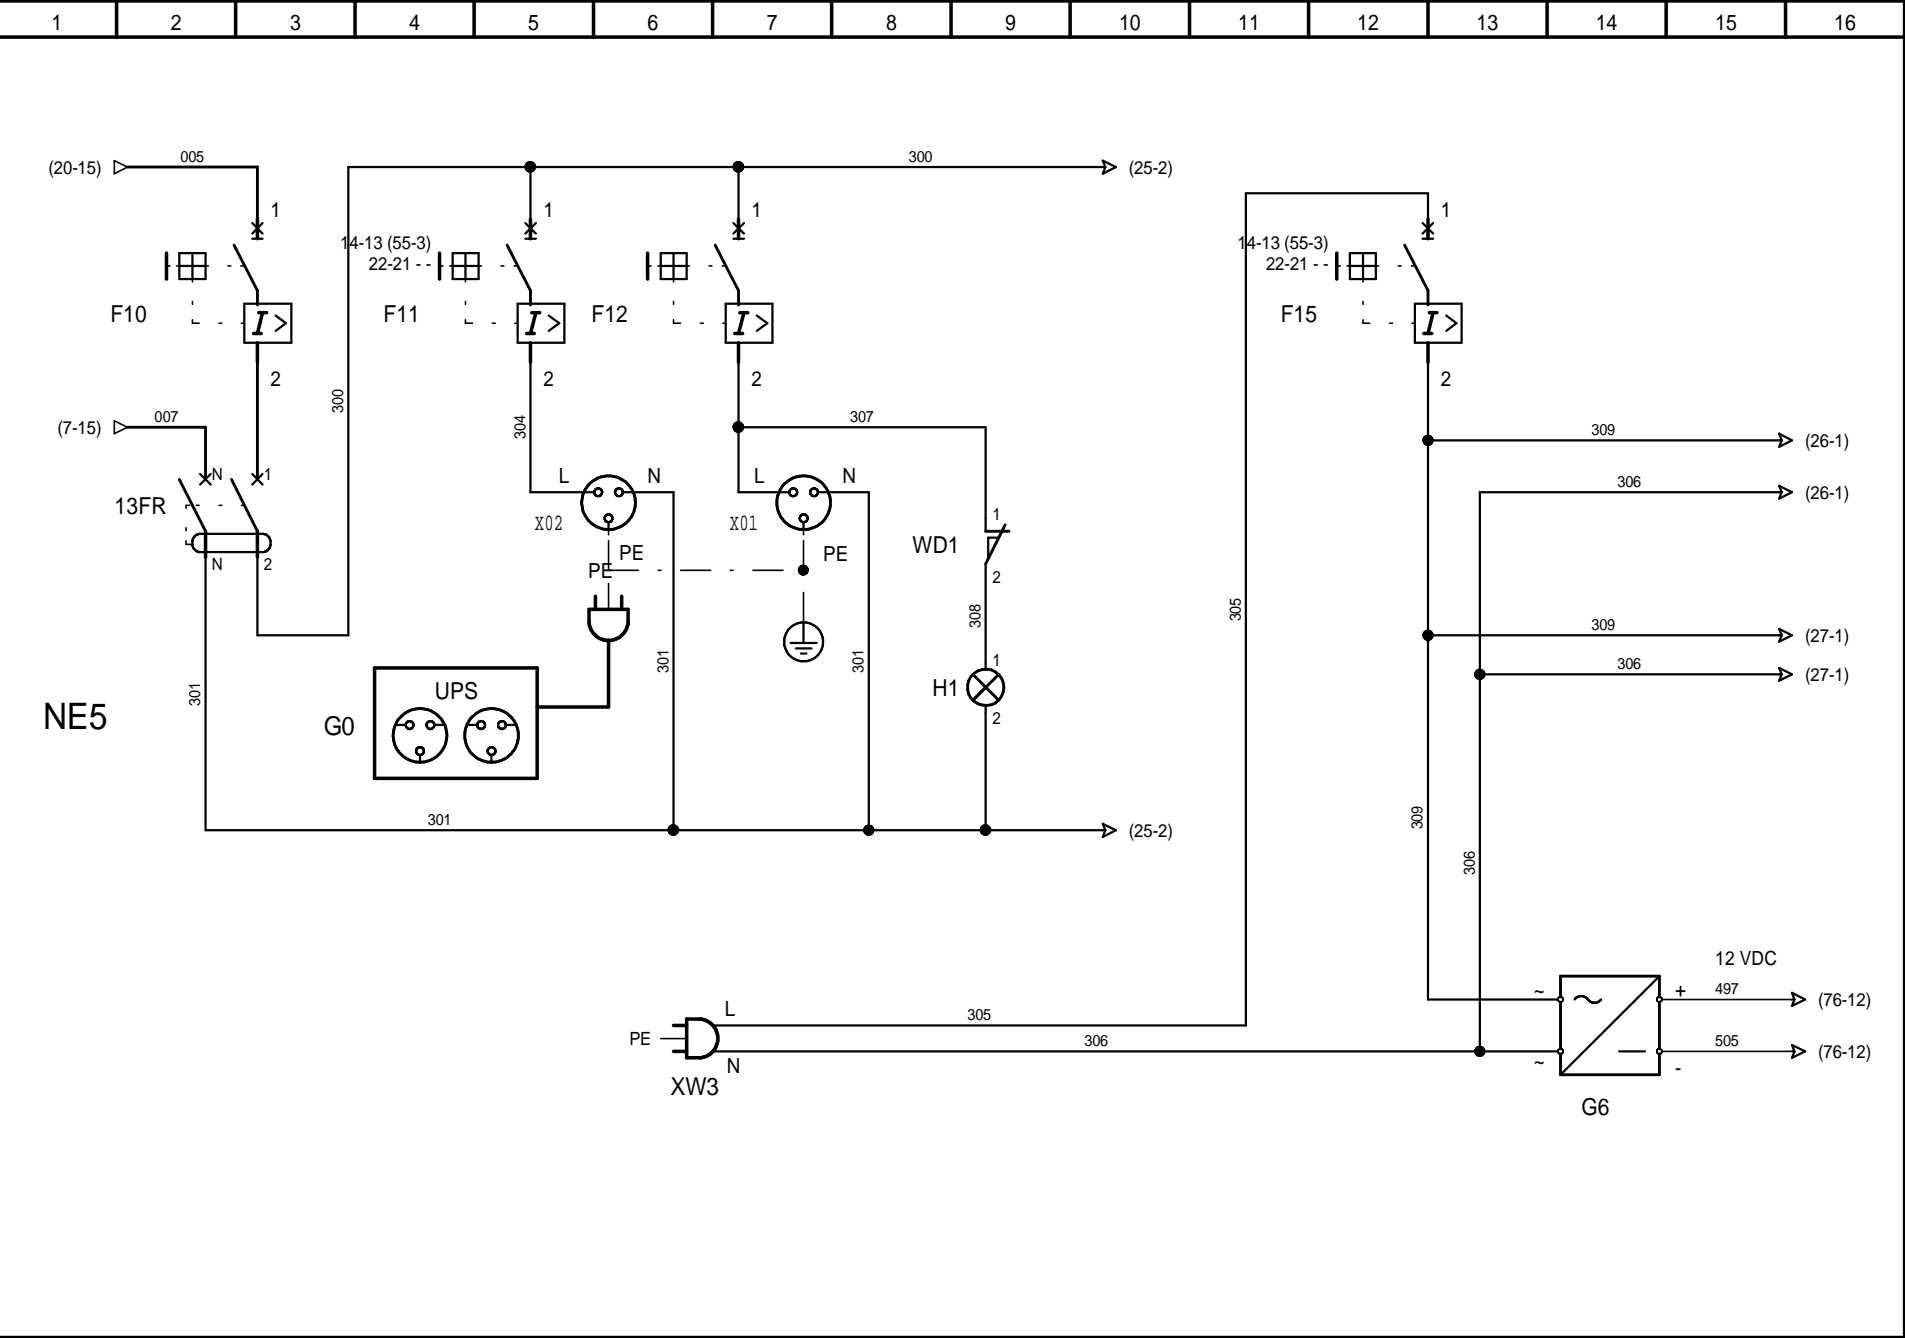 1 2 3 4 5 6 7 8 9 10 11 12 13 14 15 16
005
(20-15)
300
(25-2)
1 1 1 1
14-13 (55-3)
22-21
14-13 (55-3)
22-21
F10 I> F11 I> F12 I> F15 I>
2 2 2 2
300
007
(7-15)
304
307
309
(26-1)
L N L N
N 1
306
(26-1)
13FR
X02 X01
1
PE PE
WD1
N 2
PE
2
308
305
309
(27-1)
301
301
301
1
306
(27-1)
UPS
H1
NE5
G0
2
301
(25-2)
309
306
12 VDC
~ ~ + 497 (76-12)
L
305
PE
306
— 505 (76-12)
N
~ -
XW3
G6